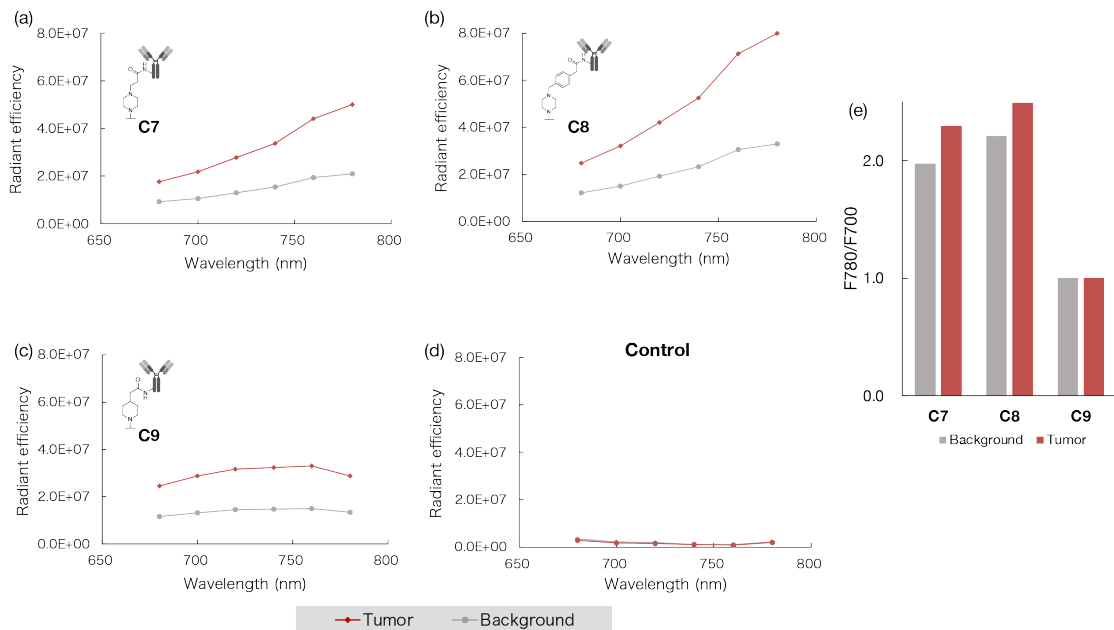 (a)
8.0E+07
6.0E+07
4.0E+07
2.0E+07
0.0E+00
Radiant efficiency
O
H
N
N
N
C7
650
700
750
800
Wavelength (nm)
(b)
8.0E+07
6.0E+07
4.0E+07
2.0E+07
0.0E+00
Radiant efficiency
O
H
N
N
N
C8
650
700
750
800
Wavelength (nm)
(c)
8.0E+07
6.0E+07
4.0E+07
2.0E+07
0.0E+00
Radiant efficiency
O
N
H
N
C9
650
700
750
800
Wavelength (nm)
(d)
Control
8.0E+07
6.0E+07
4.0E+07
2.0E+07
0.0E+00
Radiant efficiency
650
700
750
800
Wavelength (nm)
(e)
2.0
1.0
0.0
F780/F700
C7
C8
C9
Background
Tumor
Tumor
Background